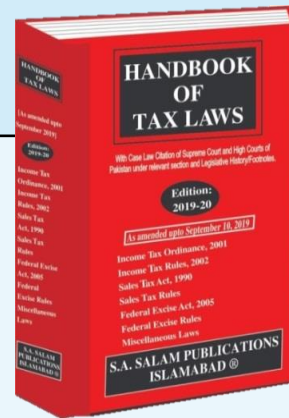 HANDBOOK
OF
TAX LAWS
[As amended upto
September 2019]
Edition:
2019-20
Income Tax
Ordinance, 2001
Income Tax
Rules, 2002
Sales Tax
Act, 1990
Sales Tax
Rules
Federal Excise
Act, 2005
Federal
Excise Rules
Miscellaneous
Laws
S.A. SALAM
PUBLICATIONS
ISLAMABAD ®
HANDBOOK
OF
TAX LAWS
With Case Law Citation of Supreme Court and High Courts of
Pakistan under relevant section and Legislative History/Footnotes.
Edition:
2019-20
As amended upto September 10, 2019
Income Tax Ordinance, 2001
Income Tax Rules, 2002
Sales Tax Act, 1990
Sales Tax Rules
Federal Excise Act, 2005
Federal Excise Rules
Miscellaneous Laws
S.A. SALAM PUBLICATIONS
ISLAMABAD ®